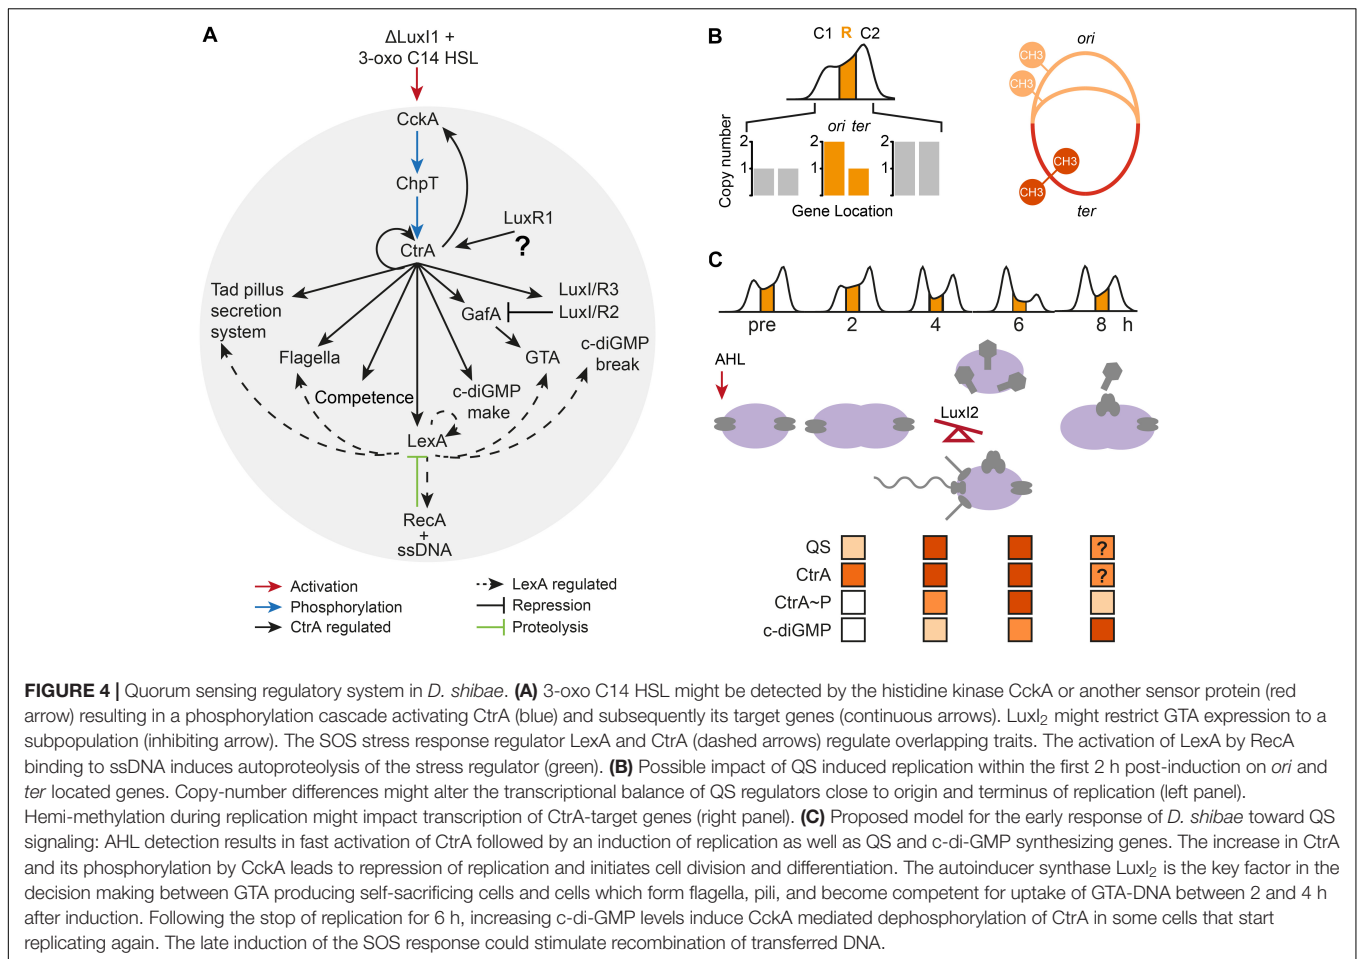 A
ΔLuxI1 +
3-oxo C14 HSL
CckA
ChpT
LuxR1
?
CtrA
Tad pillus
secretion
system
LuxI/R3
GafA
LuxI/R2
Flagella
GTA
c-diGMP
break
Competence
c-diGMP
make
LexA
RecA
+
ssDNA
Activation
Phosphorylation
CtrA regulated
LexA regulated
Repression
Proteolysis
B
C1 R C2
ori ter
Copy number
2
1
2
1
2
1
Gene Location
ori
CH3
CH3
CH3
CH3
ter
C
pre 2 4 6 8 h
AHL
LuxI2
QS
?
CtrA
?
CtrA~P
c-diGMP
FIGURE 4 | Quorum sensing regulatory system in D. shibae. (A) 3-oxo C14 HSL might be detected by the histidine kinase CckA or another sensor protein (red
arrow) resulting in a phosphorylation cascade activating CtrA (blue) and subsequently its target genes (continuous arrows). LuxI₂ might restrict GTA expression to a
subpopulation (inhibiting arrow). The SOS stress response regulator LexA and CtrA (dashed arrows) regulate overlapping traits. The activation of LexA by RecA
binding to ssDNA induces autoproteolysis of the stress regulator (green). (B) Possible impact of QS induced replication within the first 2 h post-induction on ori and
ter located genes. Copy-number differences might alter the transcriptional balance of QS regulators close to origin and terminus of replication (left panel).
Hemi-methylation during replication might impact transcription of CtrA-target genes (right panel). (C) Proposed model for the early response of D. shibae toward QS
signaling: AHL detection results in fast activation of CtrA followed by an induction of replication as well as QS and c-di-GMP synthesizing genes. The increase in CtrA
and its phosphorylation by CckA leads to repression of replication and initiates cell division and differentiation. The autoinducer synthase LuxI₂ is the key factor in the
decision making between GTA producing self-sacrificing cells and cells which form flagella, pili, and become competent for uptake of GTA-DNA between 2 and 4 h
after induction. Following the stop of replication for 6 h, increasing c-di-GMP levels induce CckA mediated dephosphorylation of CtrA in some cells that start
replicating again. The late induction of the SOS response could stimulate recombination of transferred DNA.